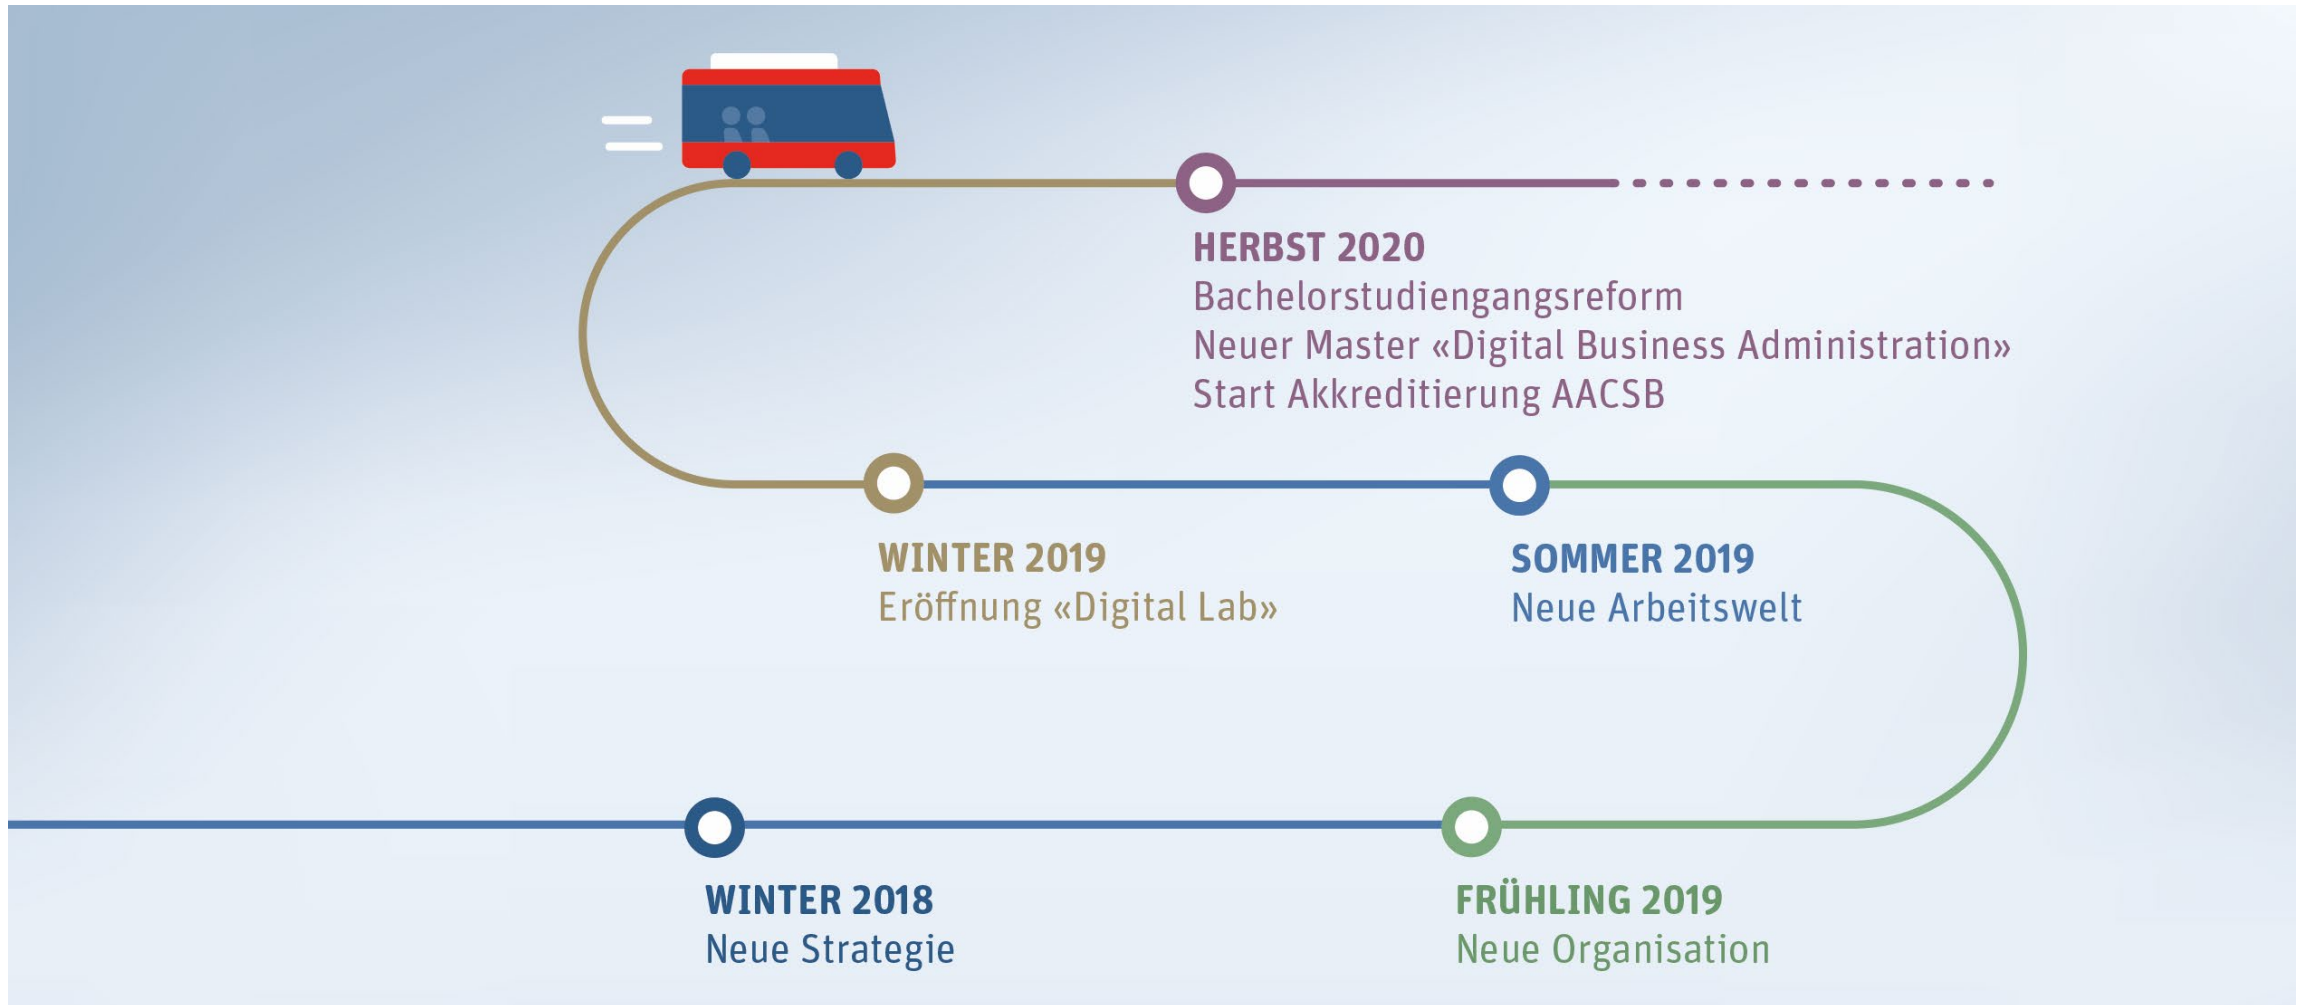 HERBST 2020
Bachelorstudiengangsreform
Neuer Master «Digital Business Administration»
Start Akkreditierung AACSB
WINTER 2019
Eröffnung «Digital Lab»
SOMMER 2019
Neue Arbeitswelt
WINTER 2018
Neue Strategie
FRÜHLING 2019
Neue Organisation